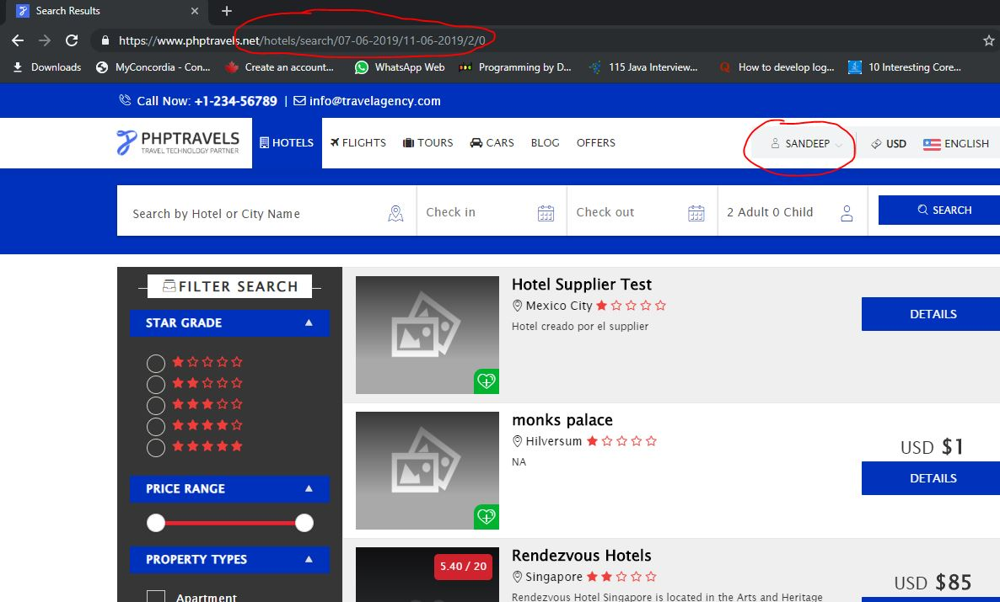 Search Results
https://www.phptravels.net/hotels/search/07-06-2019/11-06-2019/2/0
Downloads MyConcordia - Con... Create an account... WhatsApp Web Programming by D... 115 Java Interview... How to develop log... 10 Interesting Core...
Call Now: +1-234-56789 | info@travelagency.com
PHPTRAVELS
TRAVEL TECHNOLOGY PARTNER
HOTELS FLIGHTS TOURS CARS BLOG OFFERS SANDEEP USD ENGLISH
Search by Hotel or City Name Check in Check out 2 Adult 0 Child SEARCH
FILTER SEARCH
STAR GRADE
PRICE RANGE
PROPERTY TYPES
Apartment
Hotel Supplier Test
Mexico City
Hotel creado por el supplier
DETAILS
monks palace
Hilversum
NA
USD $1
DETAILS
5.40 / 20
Rendezvous Hotels
Singapore
Rendezvous Hotel Singapore is located in the Arts and Heritage
USD $85